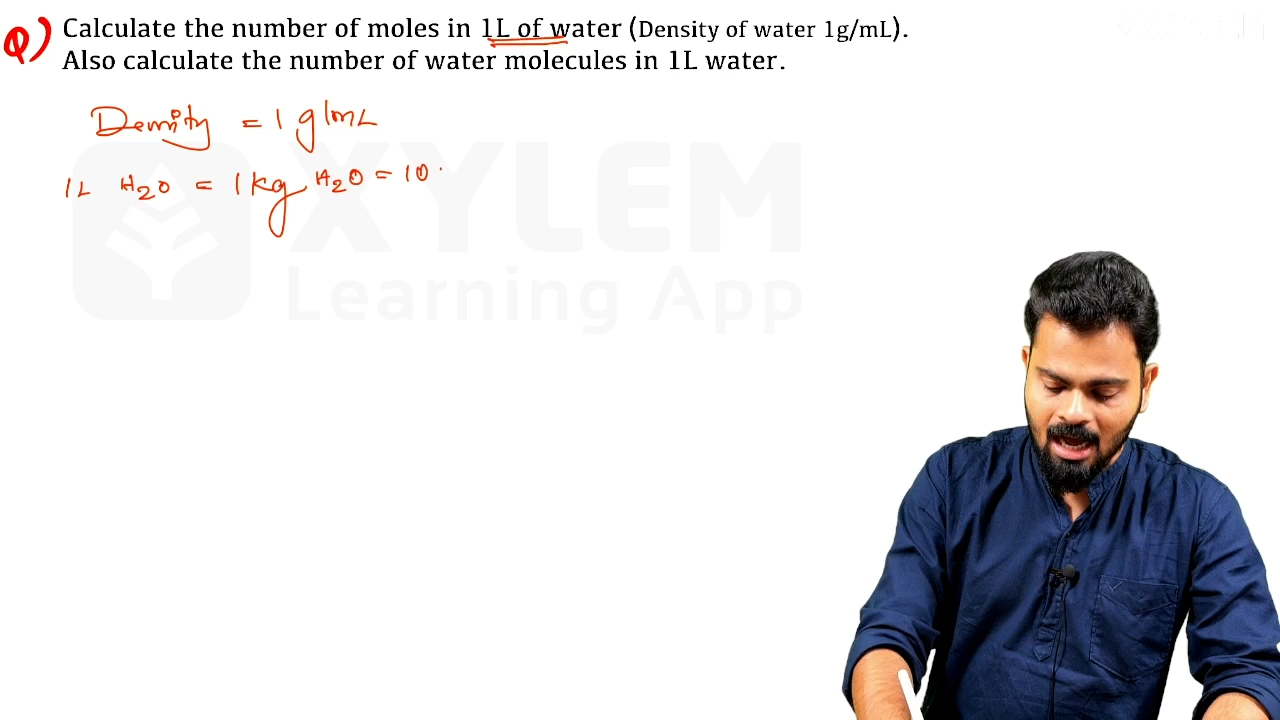 Q) Calculate the number of moles in 1L of water (Density of water 1g/mL).
Also calculate the number of water molecules in 1L water.
Density = 1 g/mL
1L H2O = 1kg H2O = 10
XYLEM
Learning App